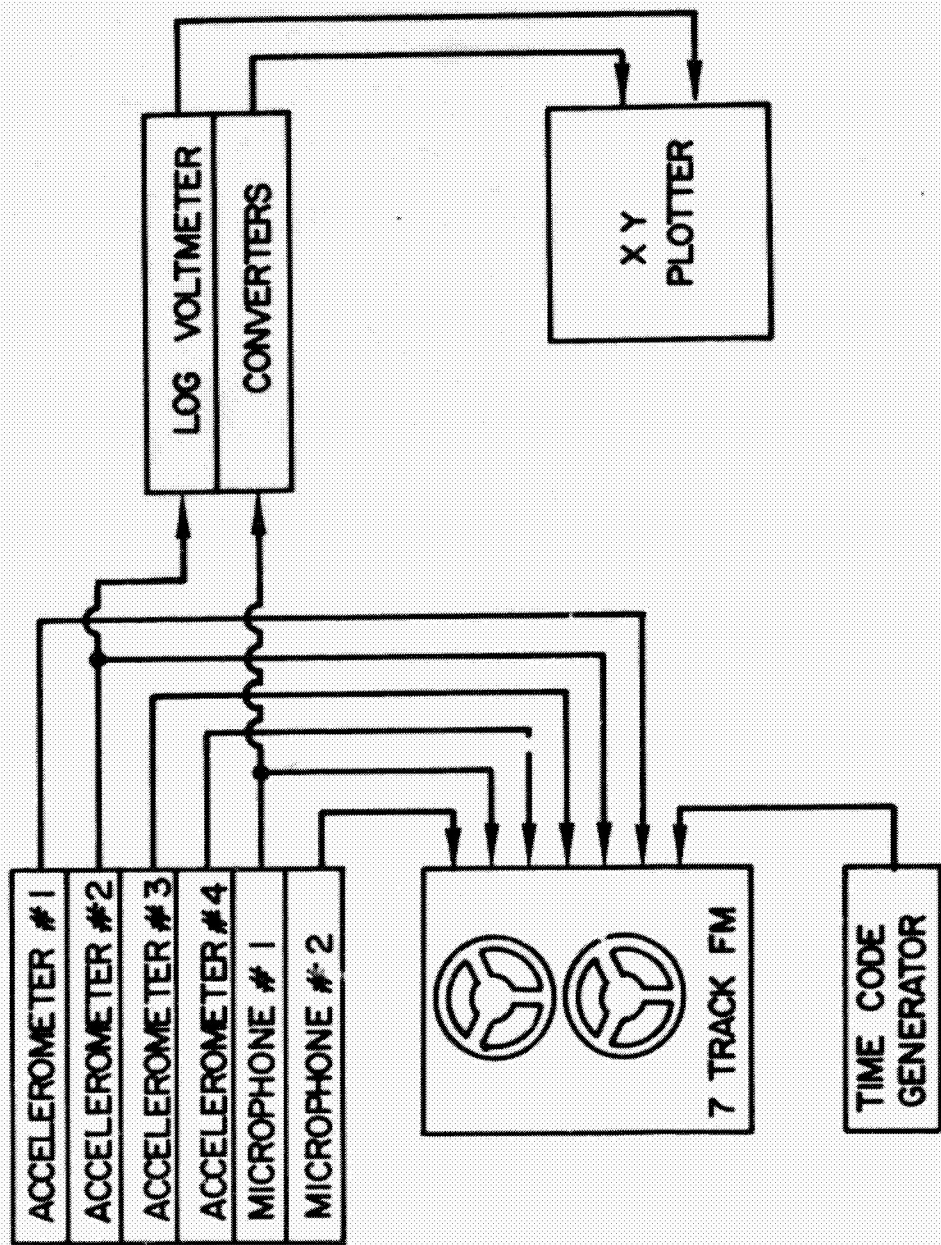 ACCELEROMETER #1
ACCELEROMETER #2
ACCELEROMETER #3
ACCELEROMETER #4
MICROPHONE # 1
MICROPHONE # 2
LOG VOLTMETER
CONVERTERS
7 TRACK FM
X Y
PLOTTER
TIME CODE
GENERATOR